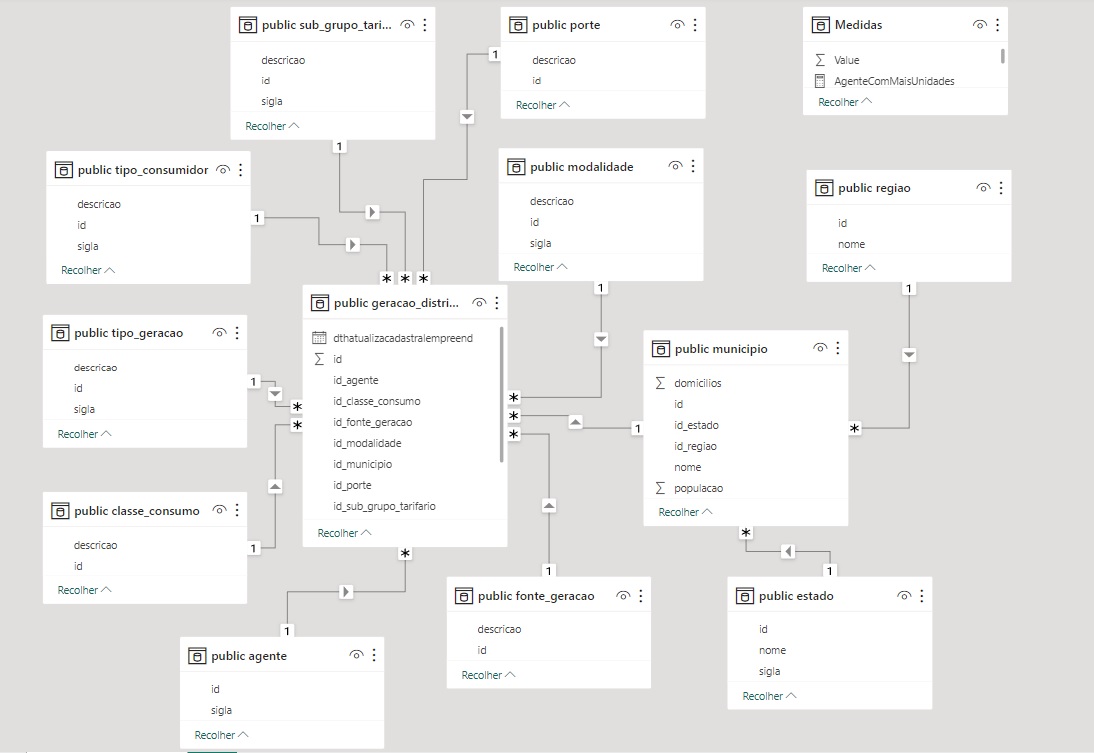 public sub_grupo_tari...
descricao
id
sigla
Recolher
public porte
descricao
id
Recolher
Medidas
Value
AgenteComMaisUnidades
Recolher
public tipo_consumidor
descricao
id
sigla
Recolher
public modalidade
descricao
id
sigla
Recolher
public regiao
id
nome
Recolher
public geracao_distri...
dthatualizacadastralempreend
id
id_agente
id_classe_consumo
id_fonte_geracao
id_modalidade
id_municipio
id_porte
id_sub_grupo_tarifario
Recolher
public tipo_geracao
descricao
id
sigla
Recolher
public municipio
domicilios
id
id_estado
id_regiao
nome
populacao
Recolher
public classe_consumo
descricao
id
Recolher
public fonte_geracao
descricao
id
Recolher
public estado
id
nome
sigla
Recolher
public agente
id
sigla
Recolher
1
1
1
1
1
1
1
1
1
1
*
*
*
*
*
*
*
*
*
*
*